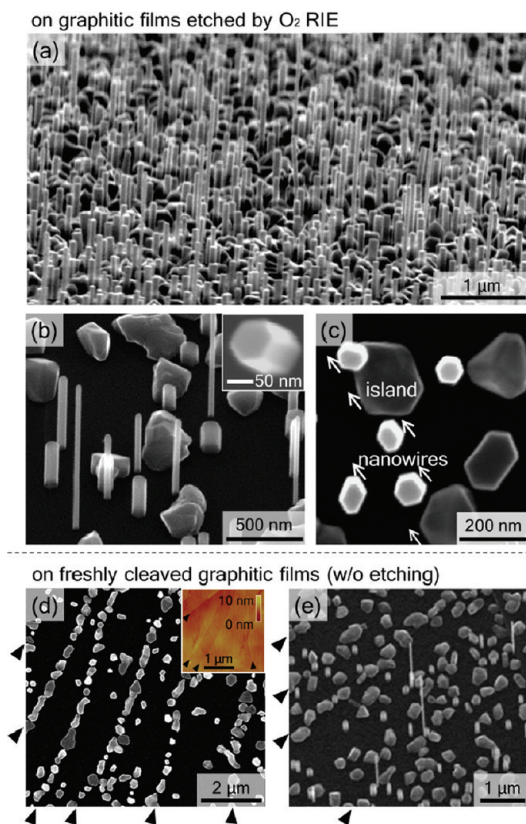 on graphitic films etched by O₂ RIE
(a)
1 µm
(b)
50 nm
500 nm
(c)
island
nanowires
200 nm
on freshly cleaved graphitic films (w/o etching)
(d)
10 nm
0 nm
1 µm
2 µm
(e)
1 µm